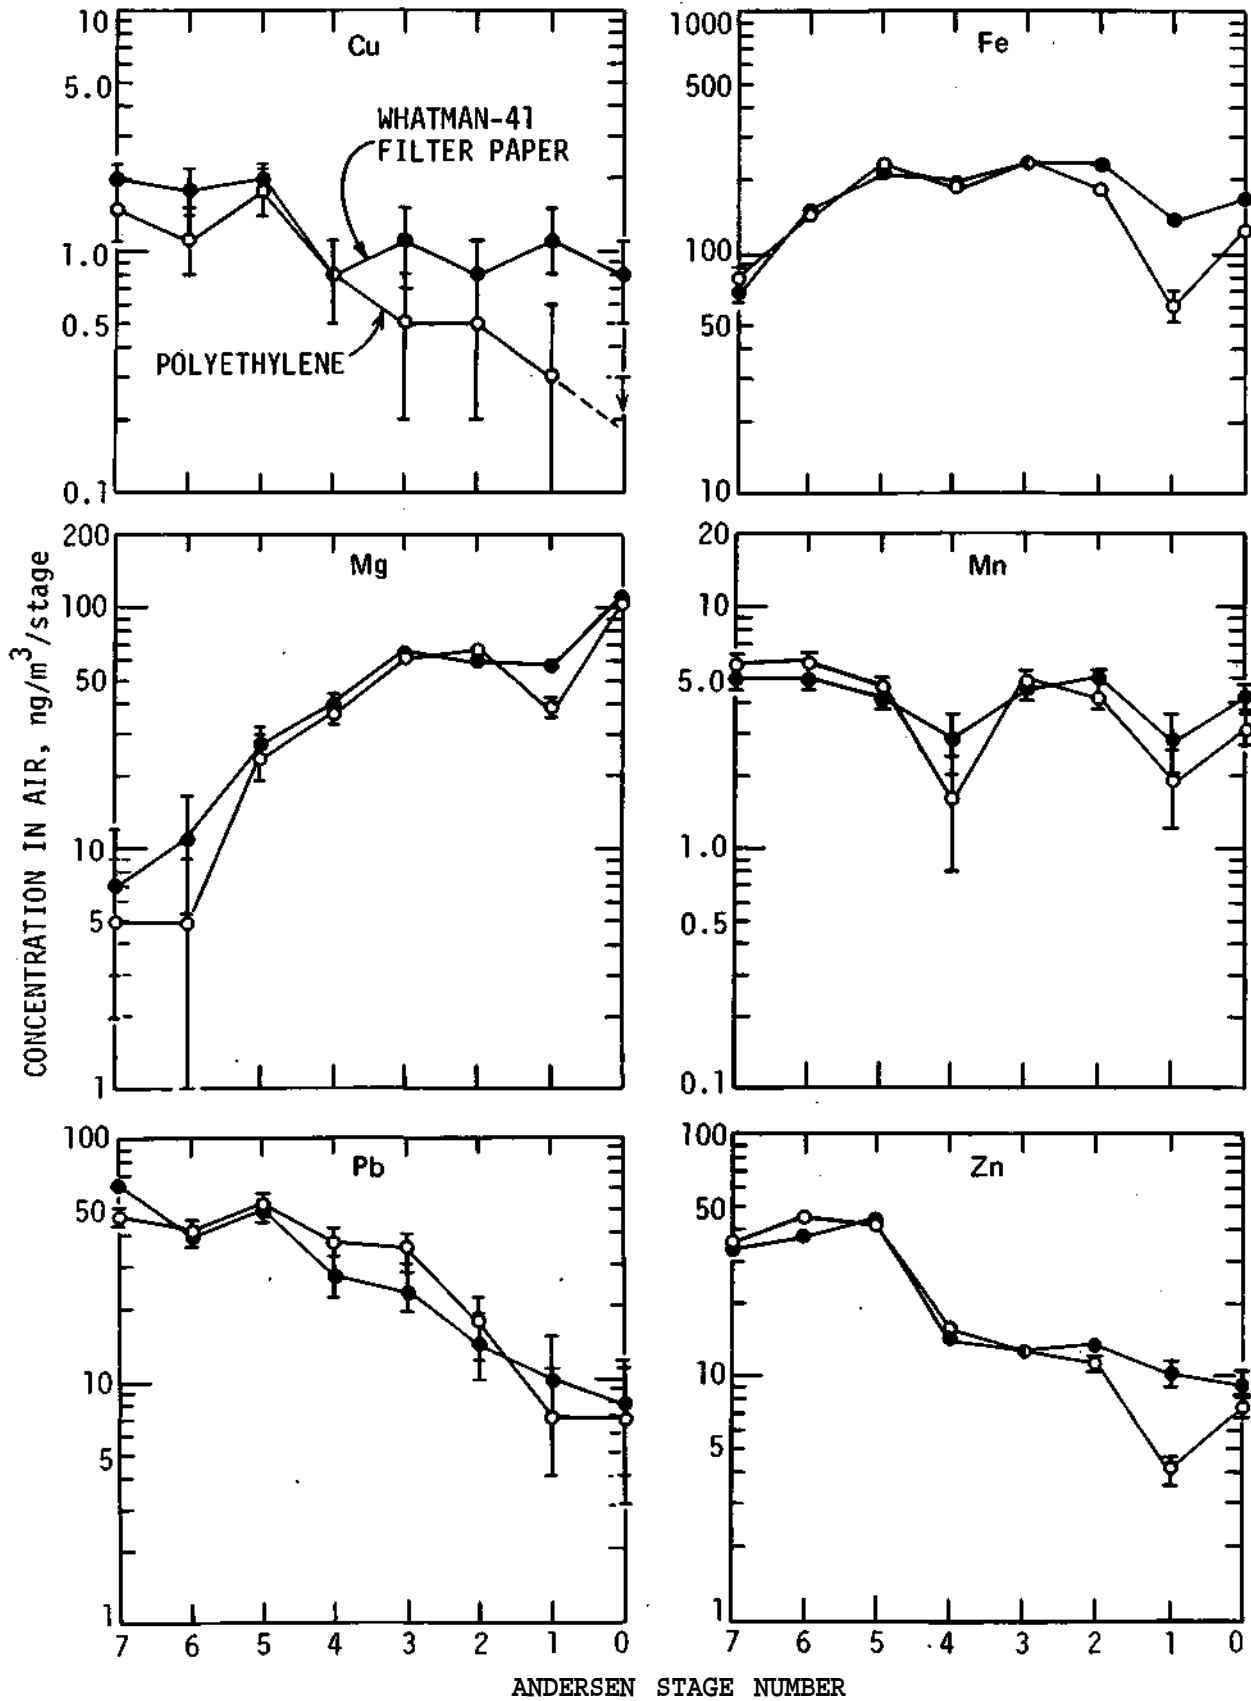 Cu
5.0
1.0
0.5
0.1
WHATMAN-41
FILTER PAPER
POLYETHYLENE
Fe
1000
500
100
50
10
CONCENTRATION IN AIR, ng/m³/stage
Mg
200
100
50
10
5
1
Mn
20
10
5.0
1.0
0.5
0.1
Pb
100
50
10
5
1
7 6 5 4 3 2 1 0
Zn
100
50
10
5
1
7 6 5 4 3 2 1 0
ANDERSEN STAGE NUMBER